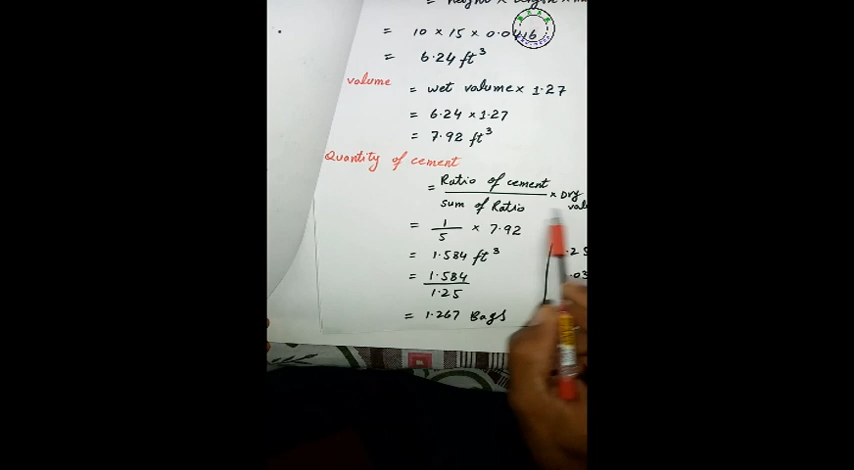 = Height × Length ×
= 10 × 15 × 0.0416
= 6.24 ft³
volume = wet volume × 1.27
= 6.24 × 1.27
= 7.92 ft³
Quantity of cement
= Ratio of cement / sum of Ratio × Dry
= 1/5 × 7.92
= 1.584 ft³
= 1.584 / 1.25
= 1.267 Bags